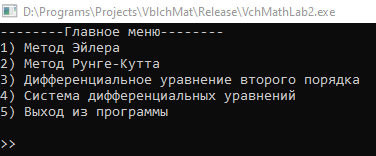 D:\Programs\Projects\VblchMat\Release\VchMathLab2.exe
--------Главное меню--------
1) Метод Эйлера
2) Метод Рунге-Кутта
3) Дифференциальное уравнение второго порядка
4) Система дифференциальных уравнений
5) Выход из программы
>>